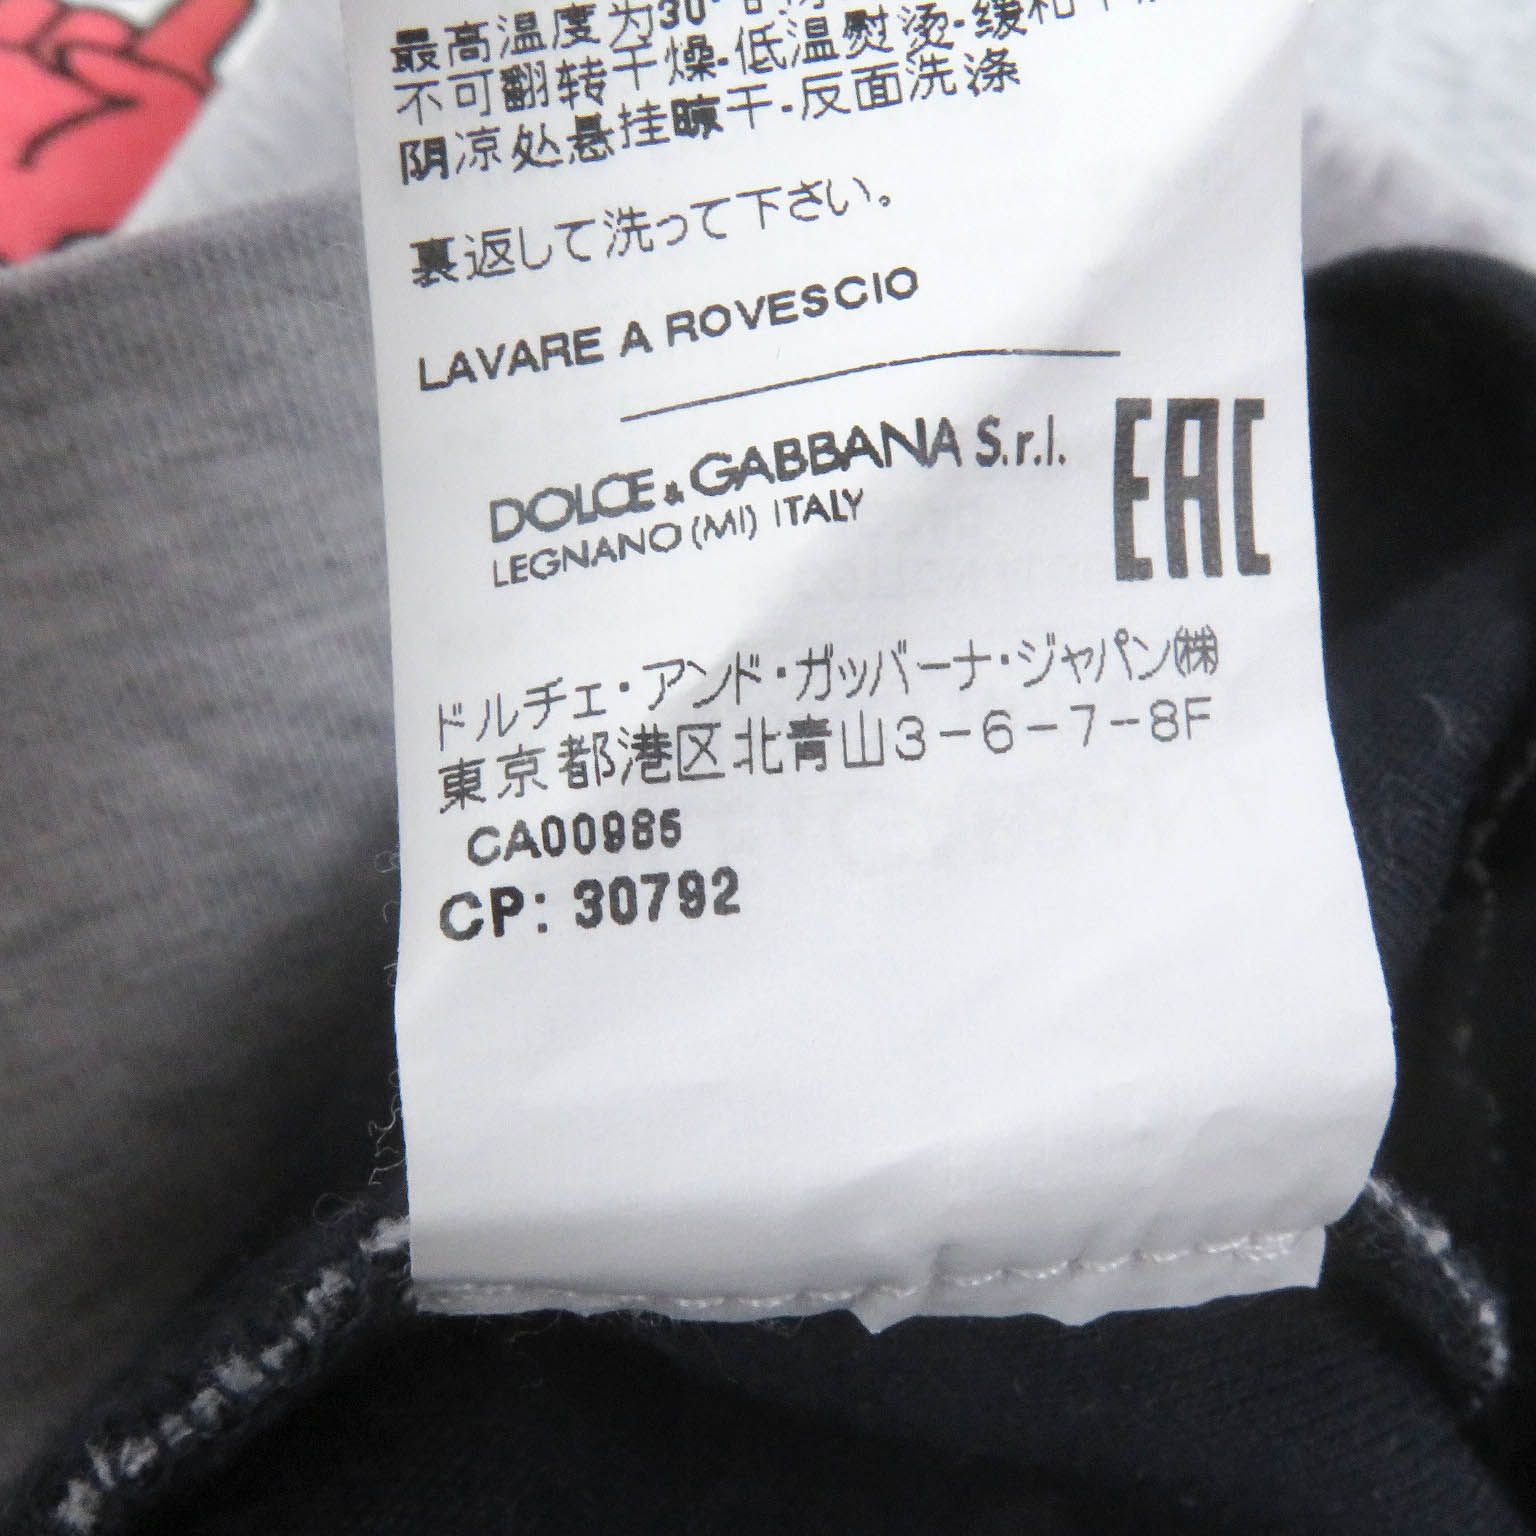 最高温度为30°
不可翻转干燥-低温熨烫-缓和干
阴凉处悬挂晾干-反面洗涤
裏返して洗って下さい。
LAVARE A ROVESCIO
DOLCE & GABBANA S.r.l.
LEGNANO (MI) ITALY
EAC
ドルチェ・アンド・ガッバーナ・ジャパン㈱
東京都港区北青山3-6-7-8F
CA00985
CP: 30792